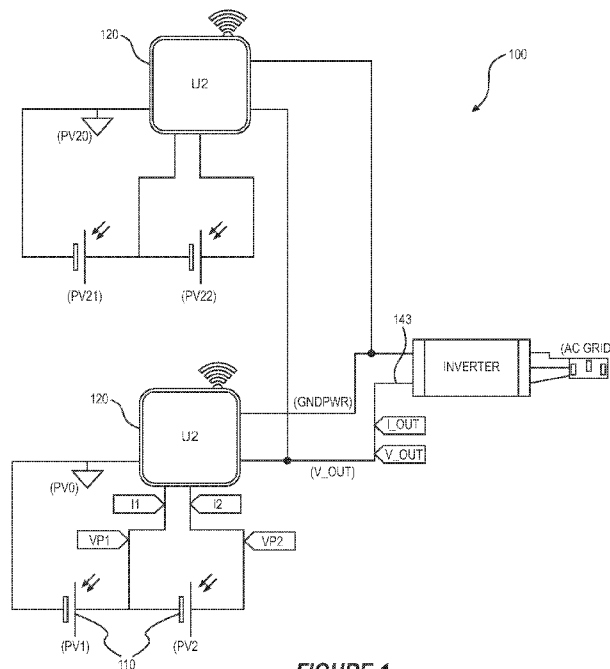 120
U2
100
(PV20)
(PV21)
(PV22)
143
(AC GRID
INVERTER
120
U2
(GNDPWR)
I_OUT
V_OUT
(V_OUT)
(PV0)
I1
I2
VP1
VP2
(PV1)
(PV2
110
FIGURE 1